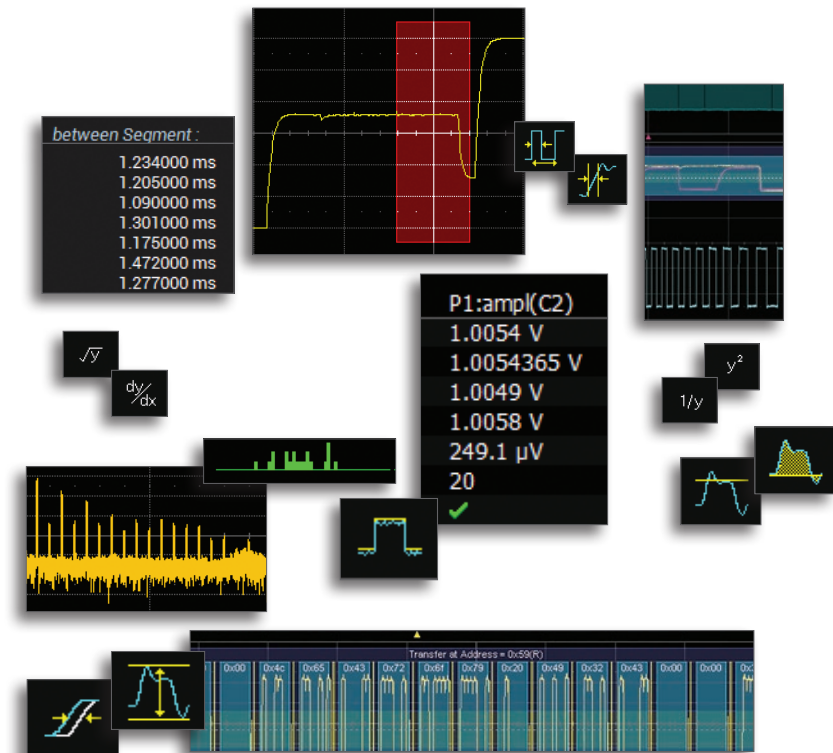 between Segment :
1.234000 ms
1.205000 ms
1.090000 ms
1.301000 ms
1.175000 ms
1.472000 ms
1.277000 ms
P1:ampl(C2)
1.0054 V
1.0054365 V
1.0049 V
1.0058 V
249.1 µV
20
√y
dy/dx
y²
1/y
Transfer at Address = 0x59(R)
0x00 0x4c 0x65 0x43 0x72 0x6f 0x79 0x20 0x49 0x32 0x43 0x00 0x00